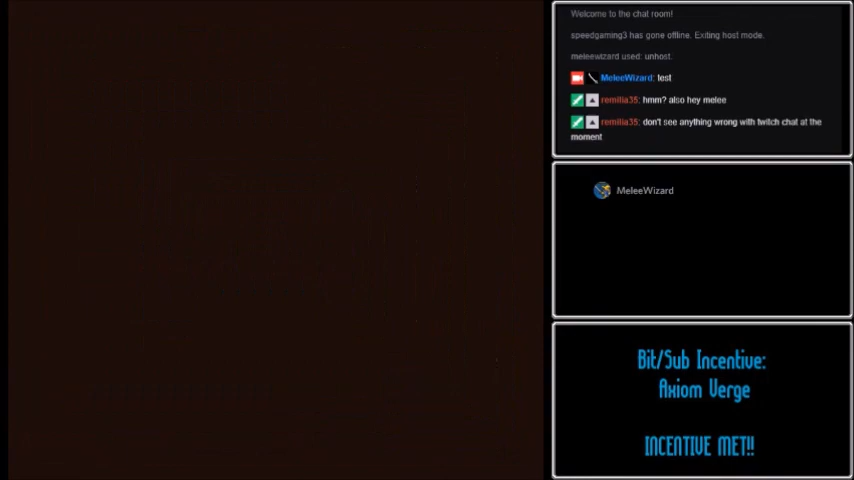 Welcome to the chat room!
speedgaming3 has gone offline. Exiting host mode.
meleewizard used: unhost.
MeleeWizard: test
remilia35: hmm? also hey melee
remilia35: don't see anything wrong with twitch chat at the
moment
MeleeWizard
Bit/Sub Incentive:
Axiom Verge
INCENTIVE MET!!